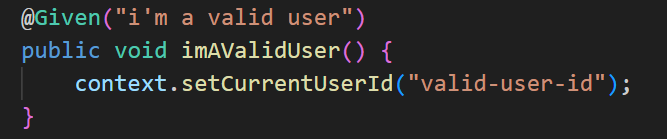 @Given("i'm a valid user")
public void imAValidUser() {
    context.setCurrentUserId("valid-user-id");
}